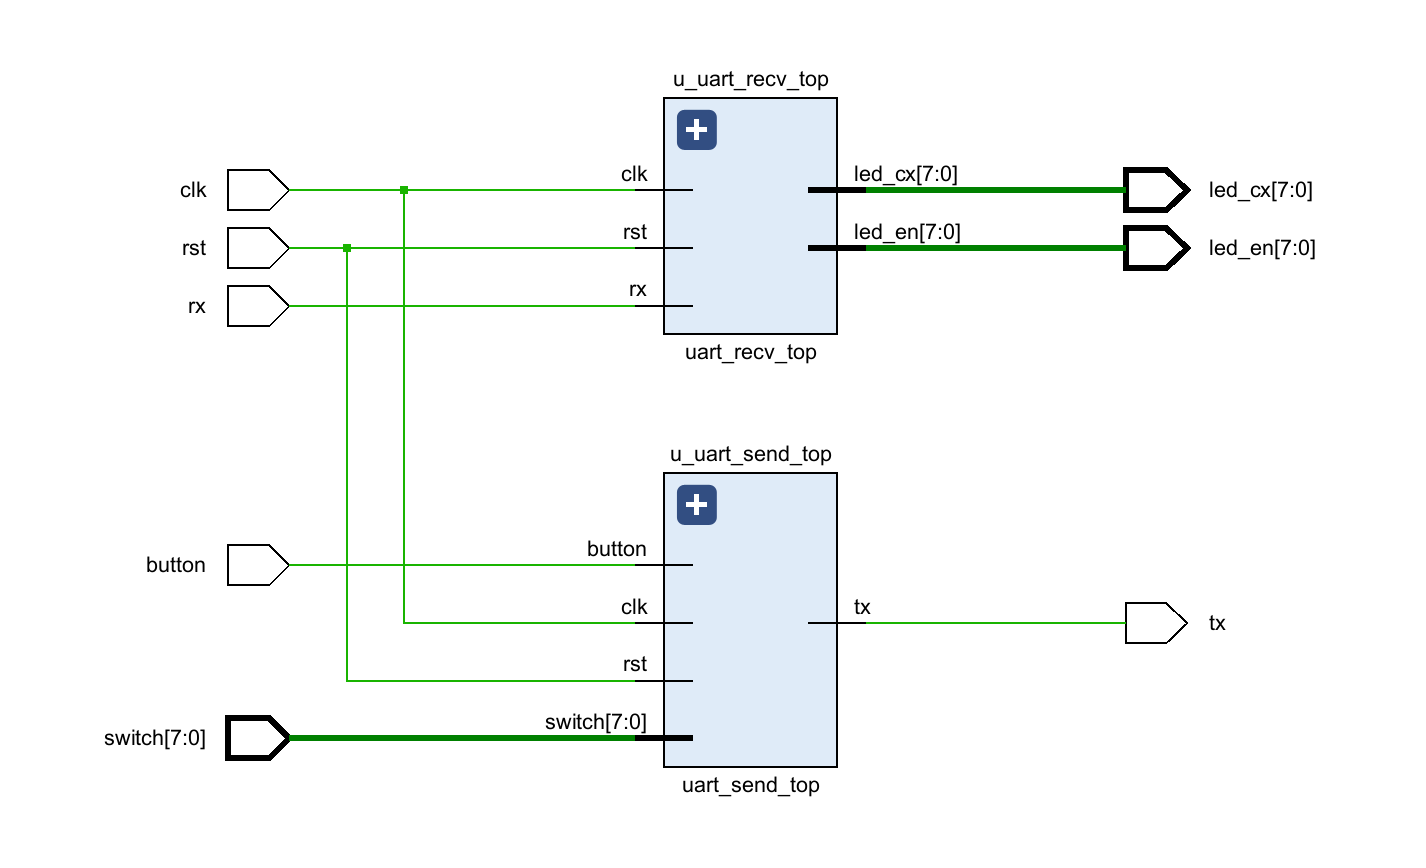 u_uart_recv_top
clk
clk
led_cx[7:0]
led_cx[7:0]
rst
rst
led_en[7:0]
led_en[7:0]
rx
rx
uart_recv_top
u_uart_send_top
button
button
clk
tx
tx
rst
switch[7:0]
switch[7:0]
uart_send_top